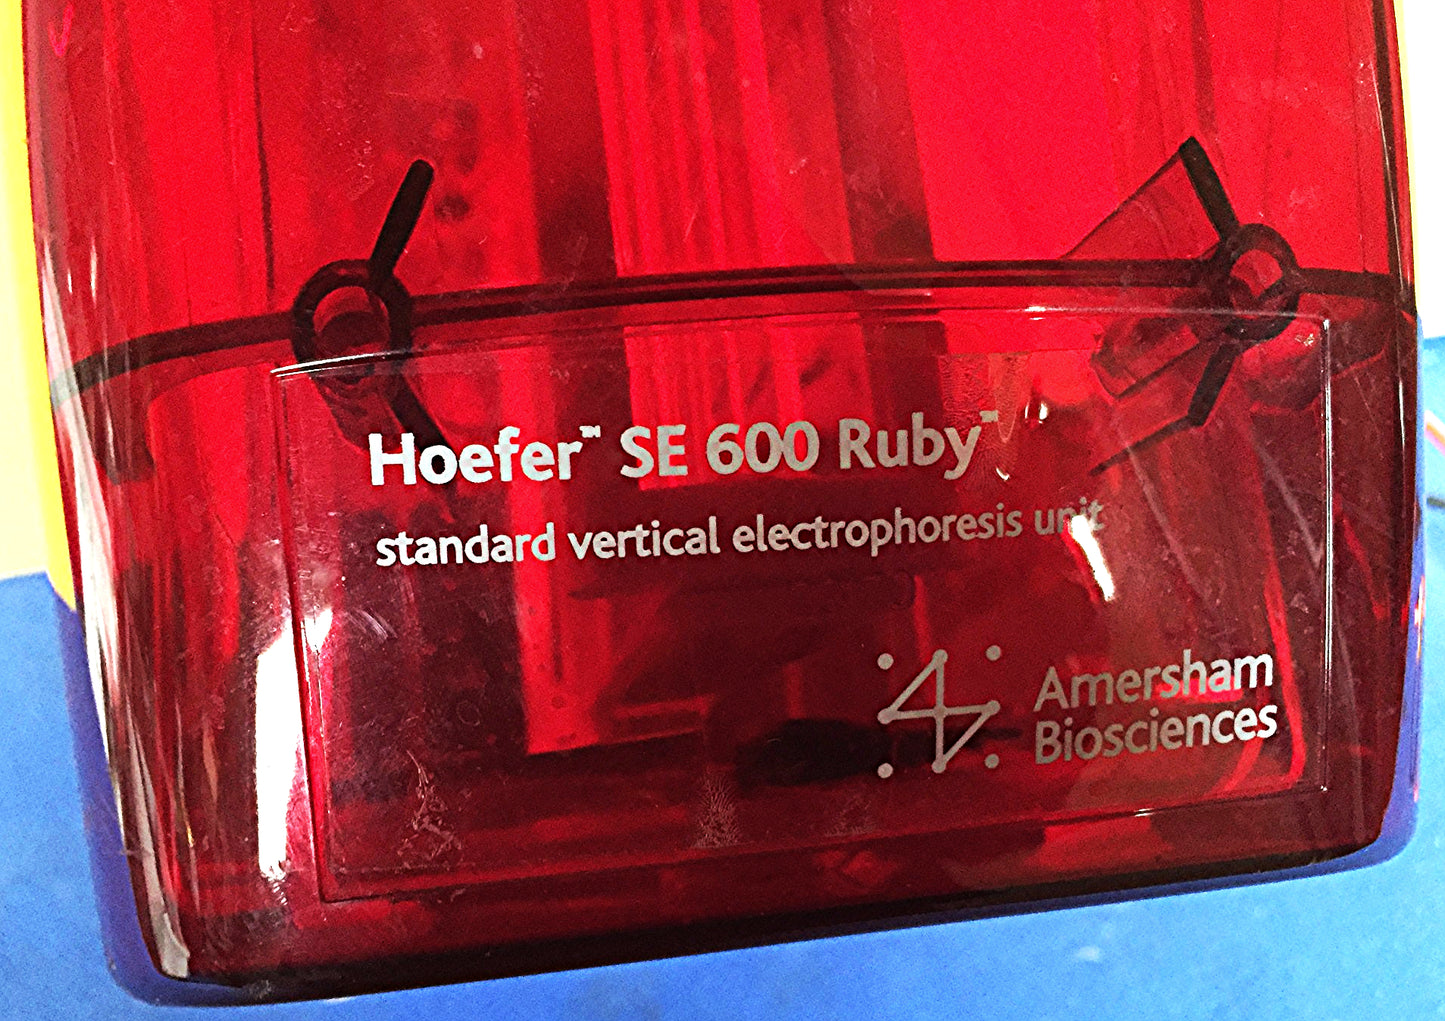 Hoefer™ SE 600 Ruby™
standard vertical electrophoresis unit
Amersham
Biosciences